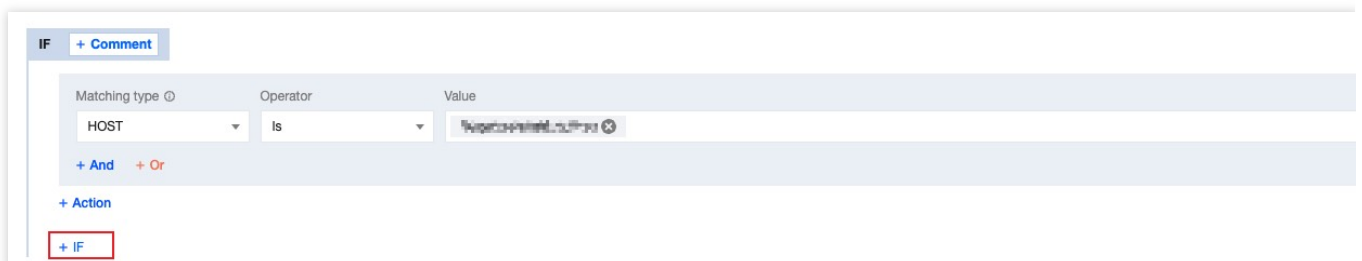 IF + Comment
Matching type Operator Value
HOST Is
+ And + Or
+ Action
+ IF